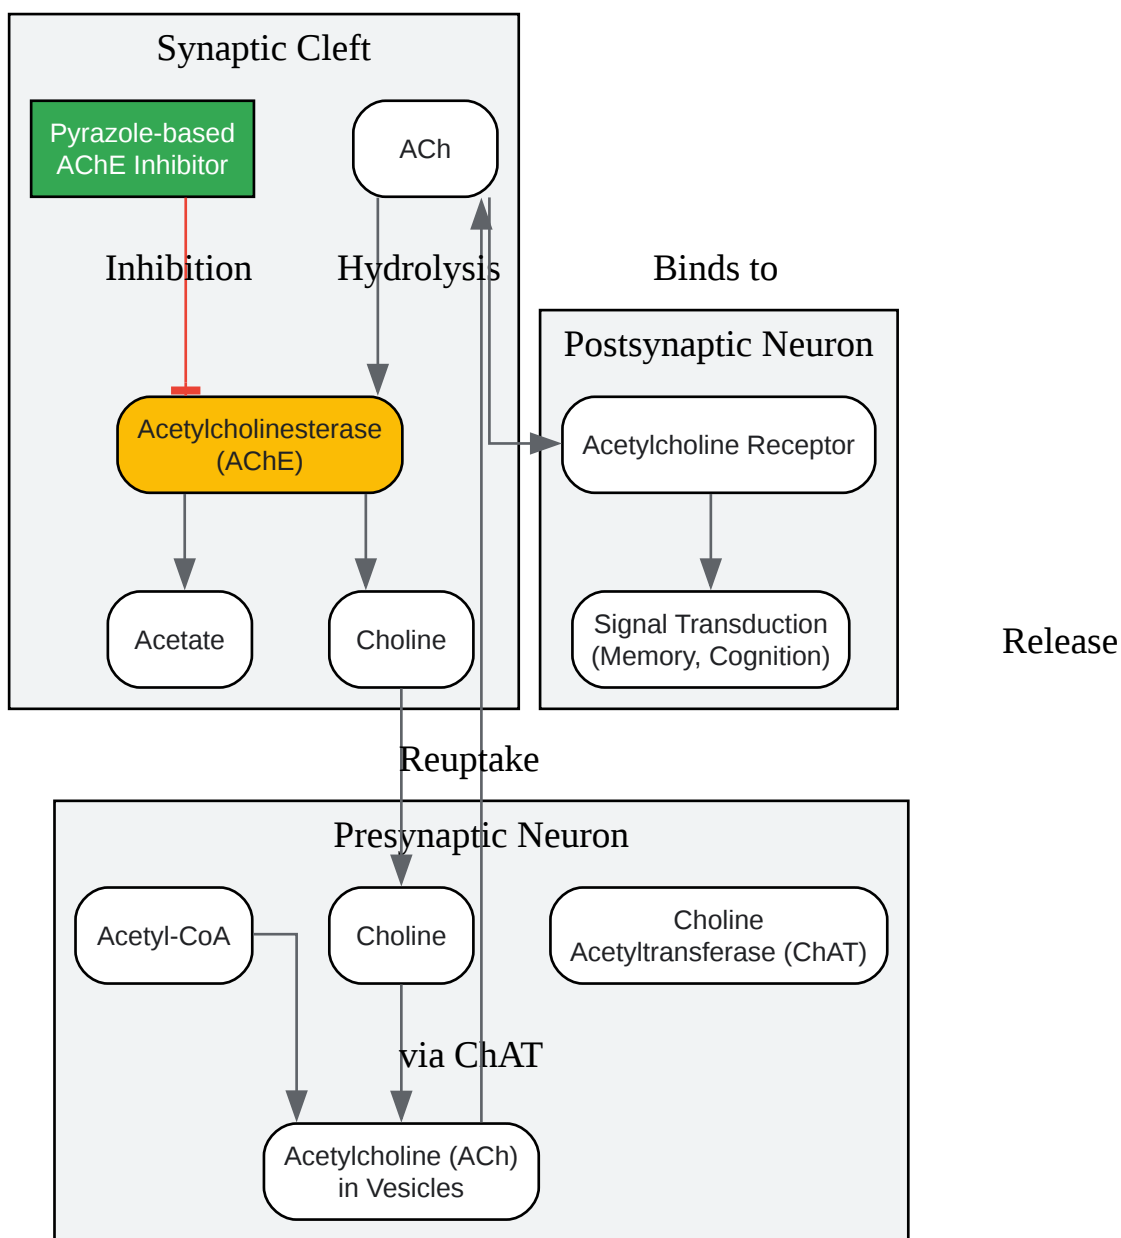 Synaptic Cleft
Pyrazole-based
AChE Inhibitor
ACh
Inhibition
Hydrolysis
Binds to
Postsynaptic Neuron
Acetylcholinesterase
(AChE)
Acetylcholine Receptor
Acetate
Choline
Signal Transduction
(Memory, Cognition)
Release
Reuptake
Presynaptic Neuron
Acetyl-CoA
Choline
Choline
Acetyltransferase (ChAT)
via ChAT
Acetylcholine (ACh)
in Vesicles